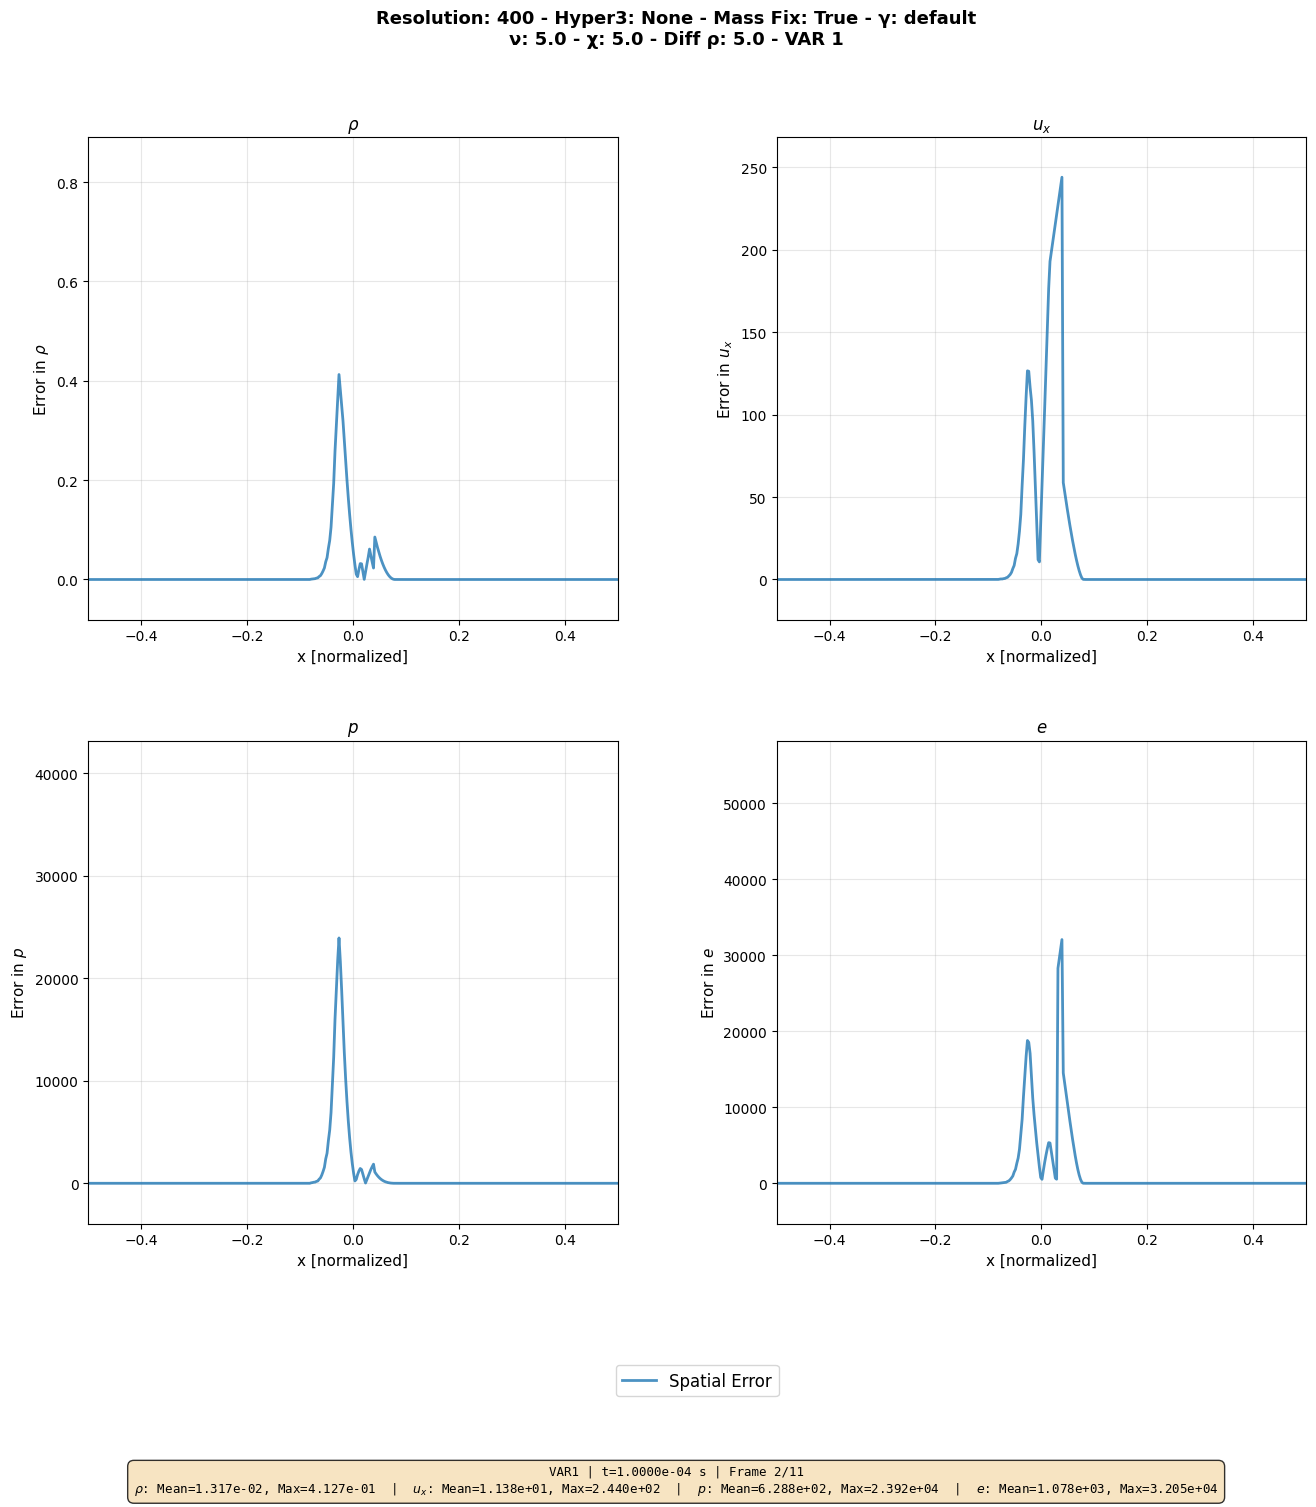 Resolution: 400 - Hyper3: None - Mass Fix: True - γ: default
ν: 5.0 - χ: 5.0 - Diff ρ: 5.0 - VAR 1
ρ
0.8
0.6
0.4
0.2
0.0
Error in ρ
−0.4 −0.2 0.0 0.2 0.4
x [normalized]
u_x
250
200
150
100
50
0
Error in u_x
−0.4 −0.2 0.0 0.2 0.4
x [normalized]
p
40000
30000
20000
10000
0
Error in p
−0.4 −0.2 0.0 0.2 0.4
x [normalized]
e
50000
40000
30000
20000
10000
0
Error in e
−0.4 −0.2 0.0 0.2 0.4
x [normalized]
Spatial Error
VAR1 | t=1.0000e-04 s | Frame 2/11
ρ: Mean=1.317e-02, Max=4.127e-01 | u_x: Mean=1.138e+01, Max=2.440e+02 | p: Mean=6.288e+02, Max=2.392e+04 | e: Mean=1.078e+03, Max=3.205e+04